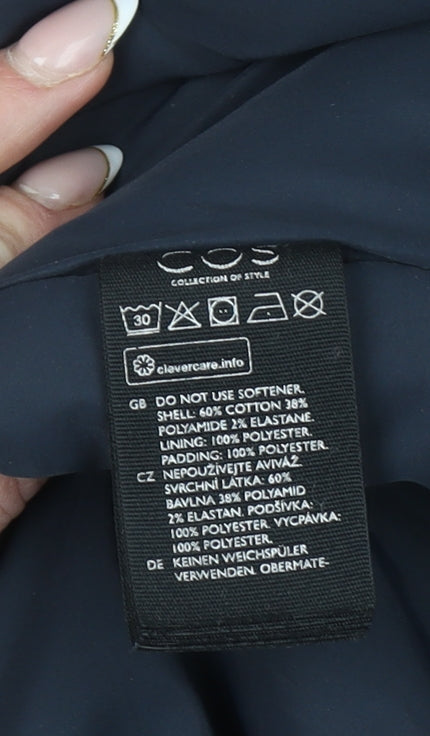 COS
COLLECTION OF STYLE
30
clevercare.info
GB DO NOT USE SOFTENER.
SHELL: 60% COTTON 38%
POLYAMIDE 2% ELASTANE.
LINING: 100% POLYESTER.
PADDING: 100% POLYESTER.
CZ NEPOUŽÍVEJTE AVIVÁŽ.
SVRCHNÍ LÁTKA: 60%
BAVLNA 38% POLYAMID
2% ELASTAN. PODŠÍVKA:
100% POLYESTER. VYCPÁVKA:
100% POLYESTER.
DE KEINEN WEICHSPÜLER
VERWENDEN. OBERMATE-